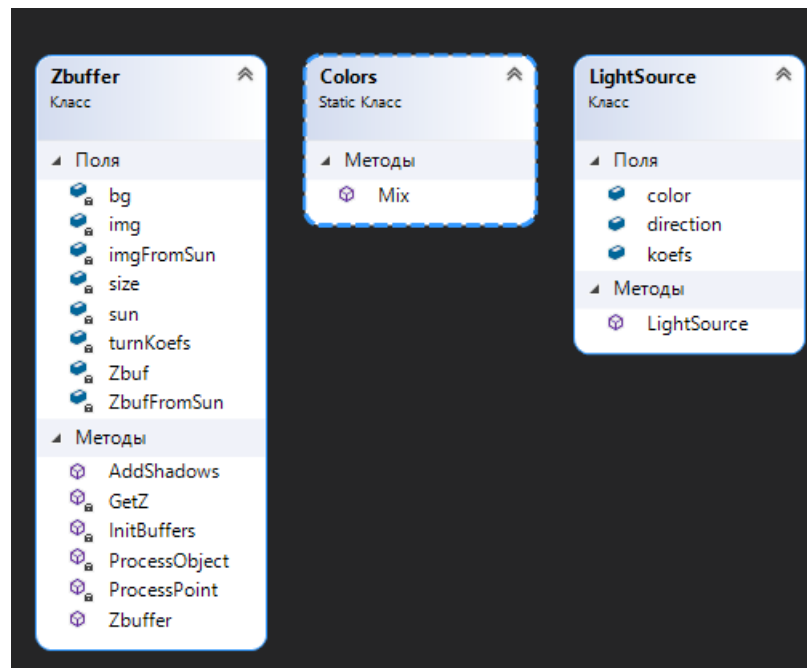 Zbuffer
Класс
Поля
bg
img
imgFromSun
size
sun
turnKoefs
Zbuf
ZbufFromSun
Методы
AddShadows
GetZ
InitBuffers
ProcessObject
ProcessPoint
Zbuffer
Colors
Static Класс
Методы
Mix
LightSource
Класс
Поля
color
direction
koefs
Методы
LightSource